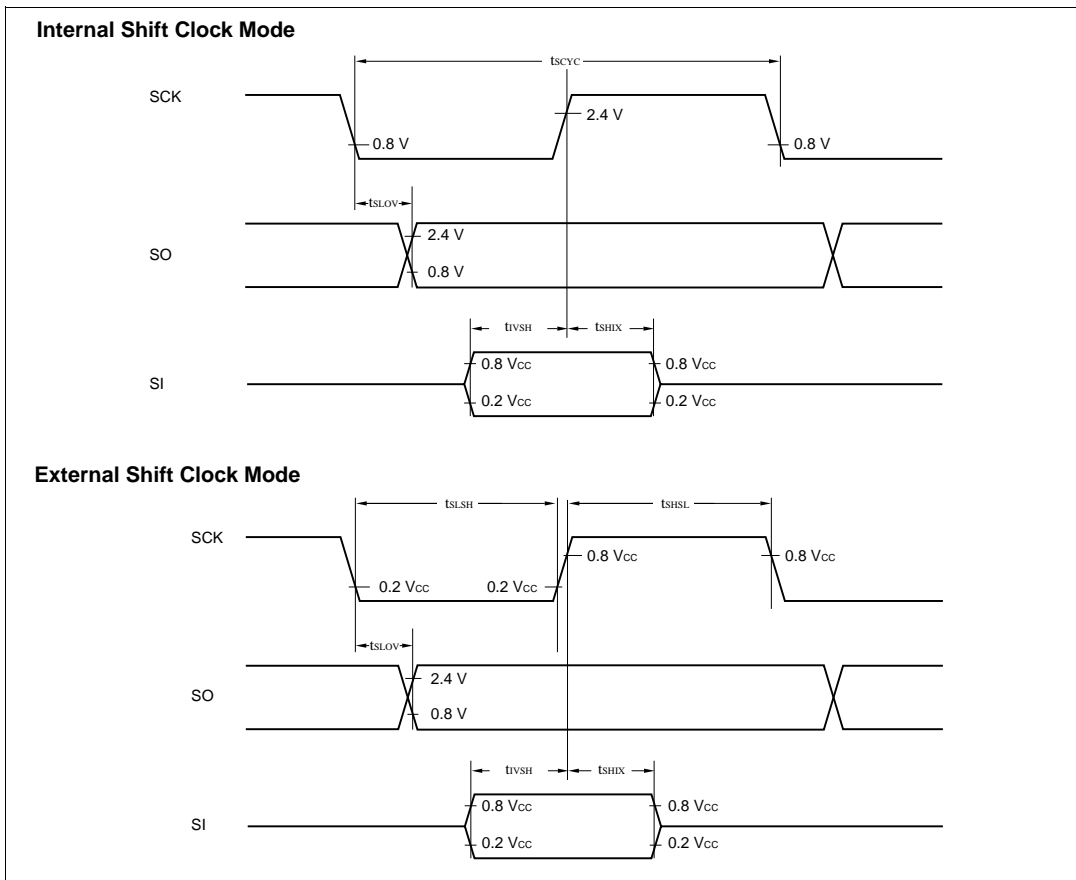 Internal Shift Clock Mode
tSCYC
SCK
2.4 V
0.8 V
0.8 V
tSLOV
2.4 V
SO
0.8 V
tIVSH
tSHIX
0.8 VCC
0.8 VCC
SI
0.2 VCC
0.2 VCC
External Shift Clock Mode
tSLSH
tSHSL
SCK
0.8 VCC
0.8 VCC
0.2 VCC
0.2 VCC
tSLOV
2.4 V
SO
0.8 V
tIVSH
tSHIX
0.8 VCC
0.8 VCC
SI
0.2 VCC
0.2 VCC